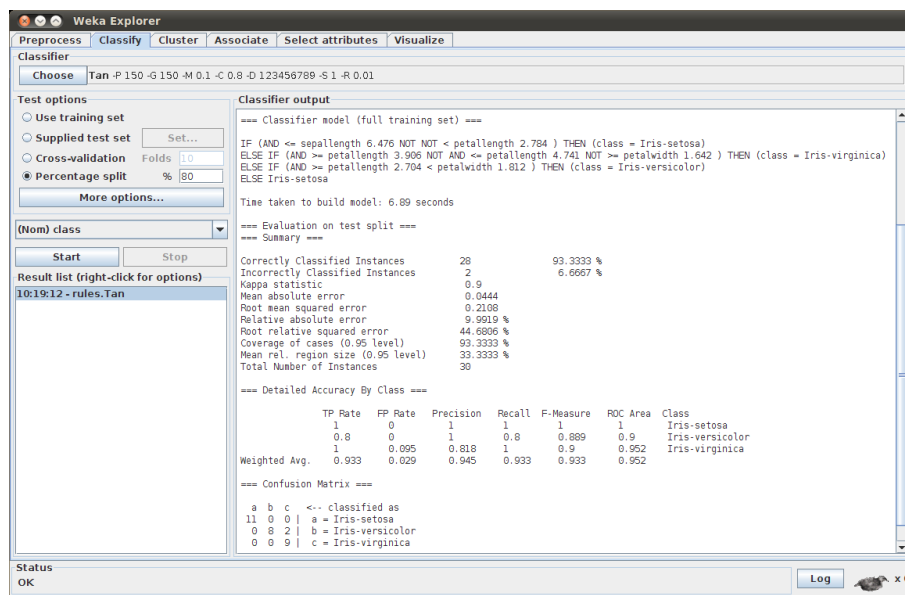 Weka Explorer
Preprocess Classify Cluster Associate Select attributes Visualize
Classifier
Choose Tan -P 150 -G 150 -M 0.1 -C 0.8 -D 123456789 -S 1 -R 0.01
Test options
Use training set
Supplied test set Set...
Cross-validation Folds 10
Percentage split % 80
More options...
(Nom) class
Start Stop
Result list (right-click for options)
10:19:12 - rules.Tan
Classifier output
=== Classifier model (full training set) ===
IF (AND <= sepallength 6.476 NOT NOT < petallength 2.784 ) THEN (class = Iris-setosa)
ELSE IF (AND >= petallength 3.906 NOT AND <= petallength 4.741 NOT >= petalwidth 1.642 ) THEN (class = Iris-virginica)
ELSE IF (AND >= petallength 2.704 < petalwidth 1.812 ) THEN (class = Iris-versicolor)
ELSE Iris-setosa
Time taken to build model: 6.89 seconds
=== Evaluation on test split ===
=== Summary ===
Correctly Classified Instances 28 93.3333 %
Incorrectly Classified Instances 2 6.6667 %
Kappa statistic 0.9
Mean absolute error 0.0444
Root mean squared error 0.2108
Relative absolute error 9.9919 %
Root relative squared error 44.6806 %
Coverage of cases (0.95 level) 93.3333 %
Mean rel. region size (0.95 level) 33.3333 %
Total Number of Instances 30
=== Detailed Accuracy By Class ===
TP Rate FP Rate Precision Recall F-Measure ROC Area Class
1 0 1 1 1 1 Iris-setosa
0.8 0 1 0.8 0.889 0.9 Iris-versicolor
1 0.095 0.818 1 0.9 0.952 Iris-virginica
Weighted Avg. 0.933 0.029 0.945 0.933 0.933 0.952
=== Confusion Matrix ===
a b c <-- classified as
11 0 0 | a = Iris-setosa
0 8 2 | b = Iris-versicolor
0 0 9 | c = Iris-virginica
Status
OK
Log
x